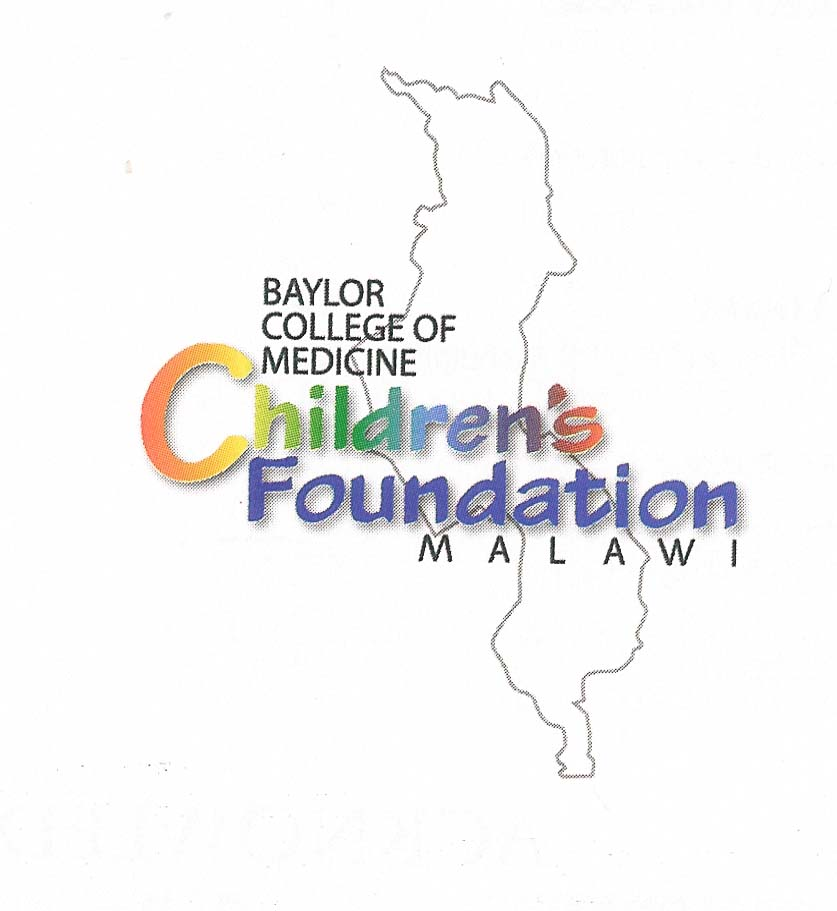 BAYLOR
COLLEGE OF
MEDICINE
Children's
Foundation
MALAWI